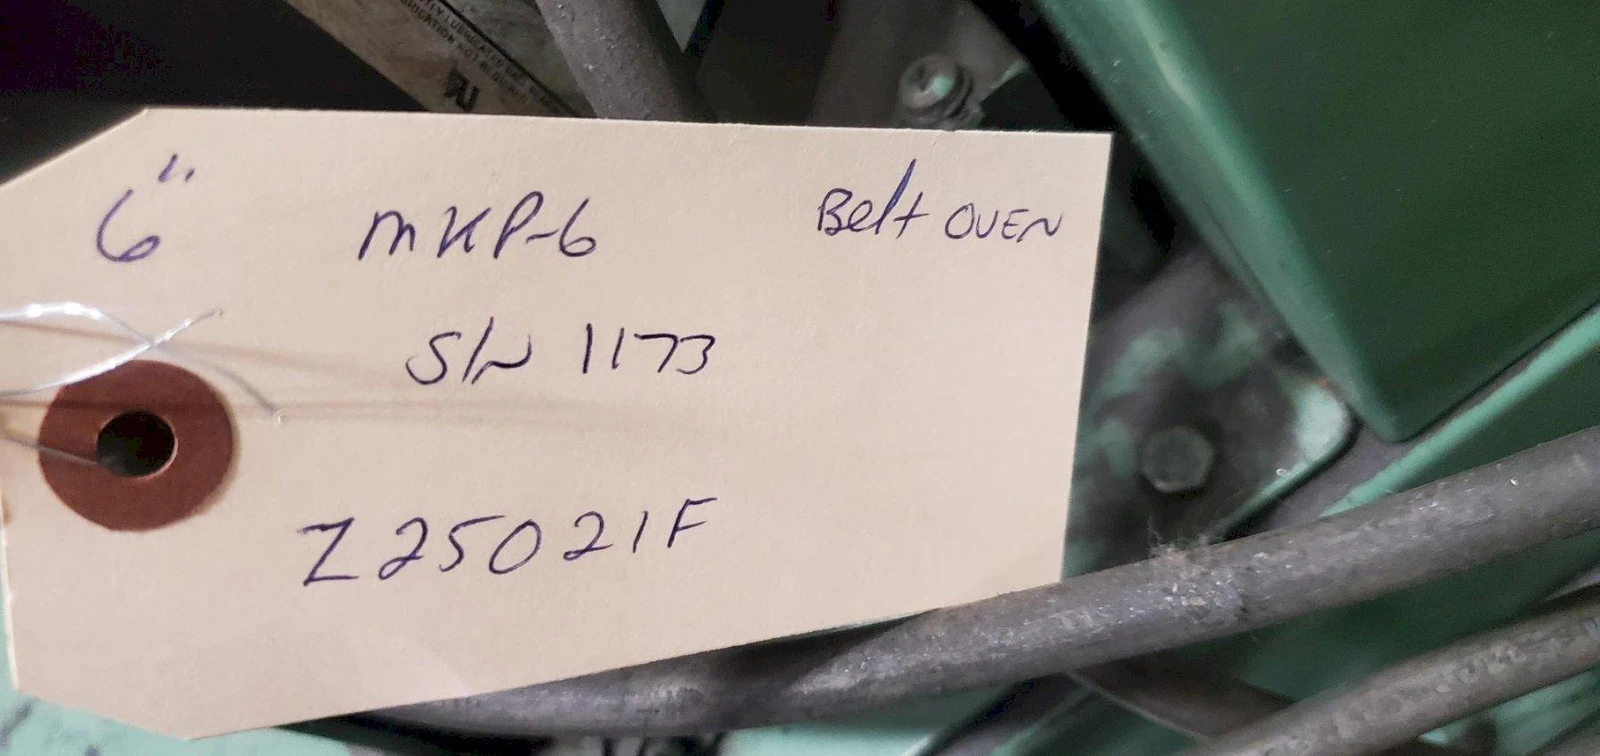 6" mKP-6 Belt OVEN
S/N 1173
Z25021F